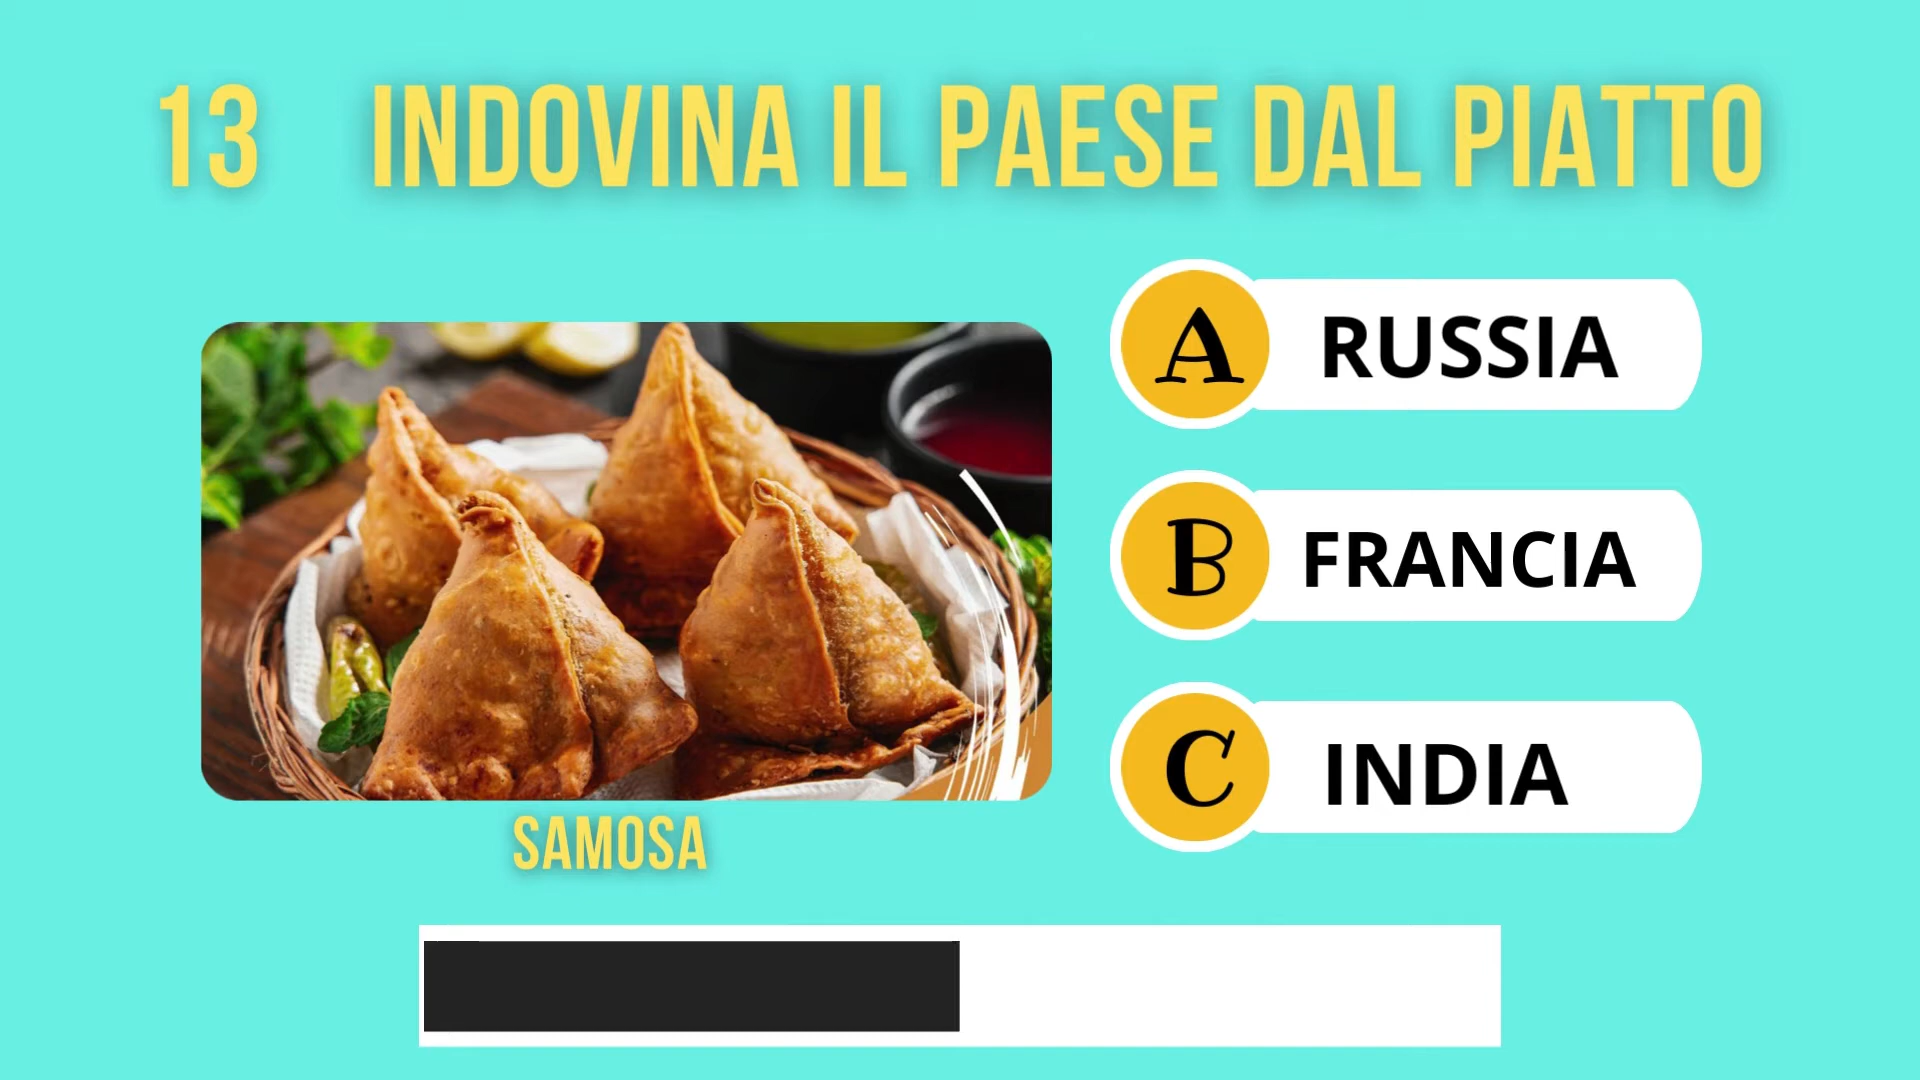 13 INDOVINA IL PAESE DAL PIATTO
A RUSSIA
B FRANCIA
C INDIA
SAMOSA